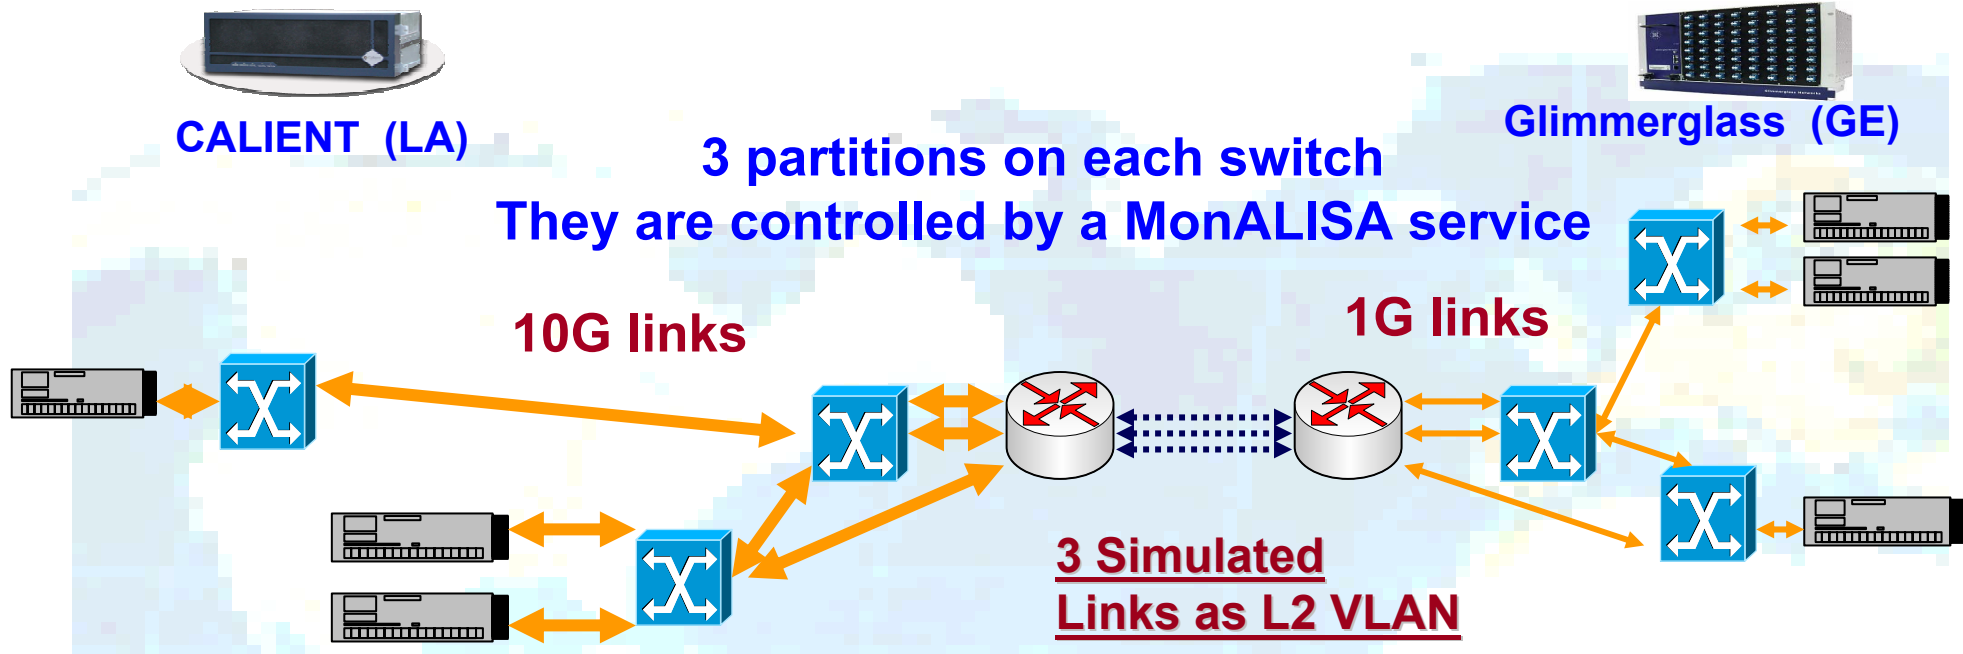 CALIENT (LA)
Glimmerglass (GE)
3 partitions on each switch
They are controlled by a MonALISA service
10G links
1G links
3 Simulated
Links as L2 VLAN